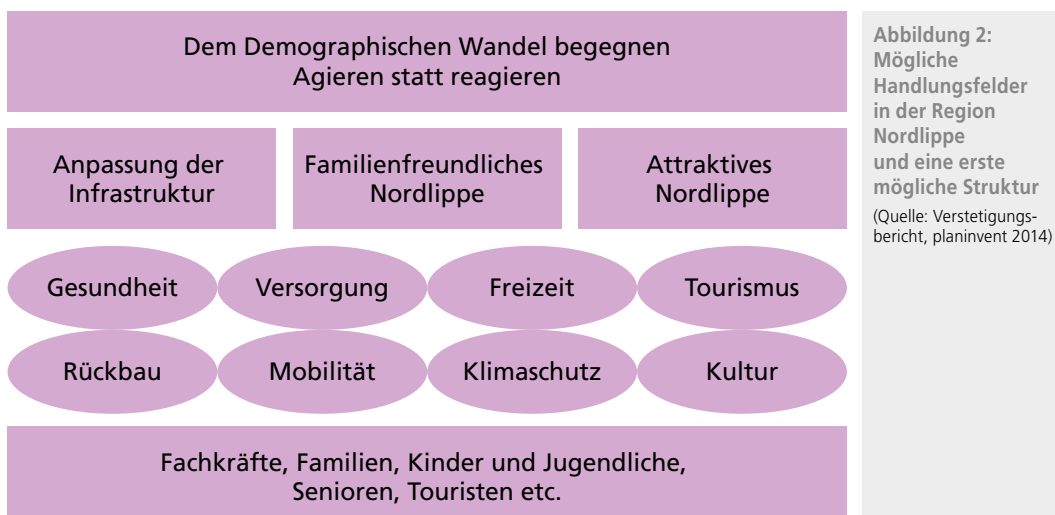 Dem Demographischen Wandel begegnen
Agieren statt reagieren
Anpassung der
Infrastruktur
Familienfreundliches
Nordlippe
Attraktives
Nordlippe
Gesundheit
Versorgung
Freizeit
Tourismus
Rückbau
Mobilität
Klimaschutz
Kultur
Fachkräfte, Familien, Kinder und Jugendliche,
Senioren, Touristen etc.
Abbildung 2:
Mögliche
Handlungsfelder
in der Region
Nordlippe
und eine erste
mögliche Struktur
(Quelle: Verstetigungs-
bericht, planinvent 2014)